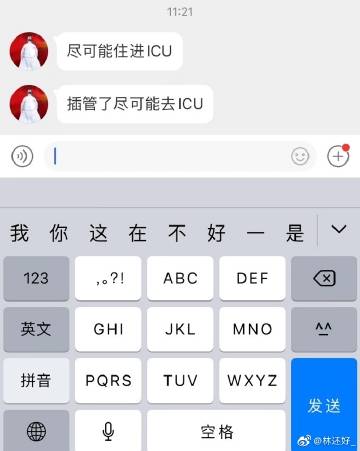 11:21
尽可能住进ICU
插管了尽可能去ICU
我 你 这 在 不 好 一 是
123 ,。?! ABC DEF
英文 GHI JKL MNO ^^
拼音 PQRS TUV WXYZ
发送
空格
@林还好_